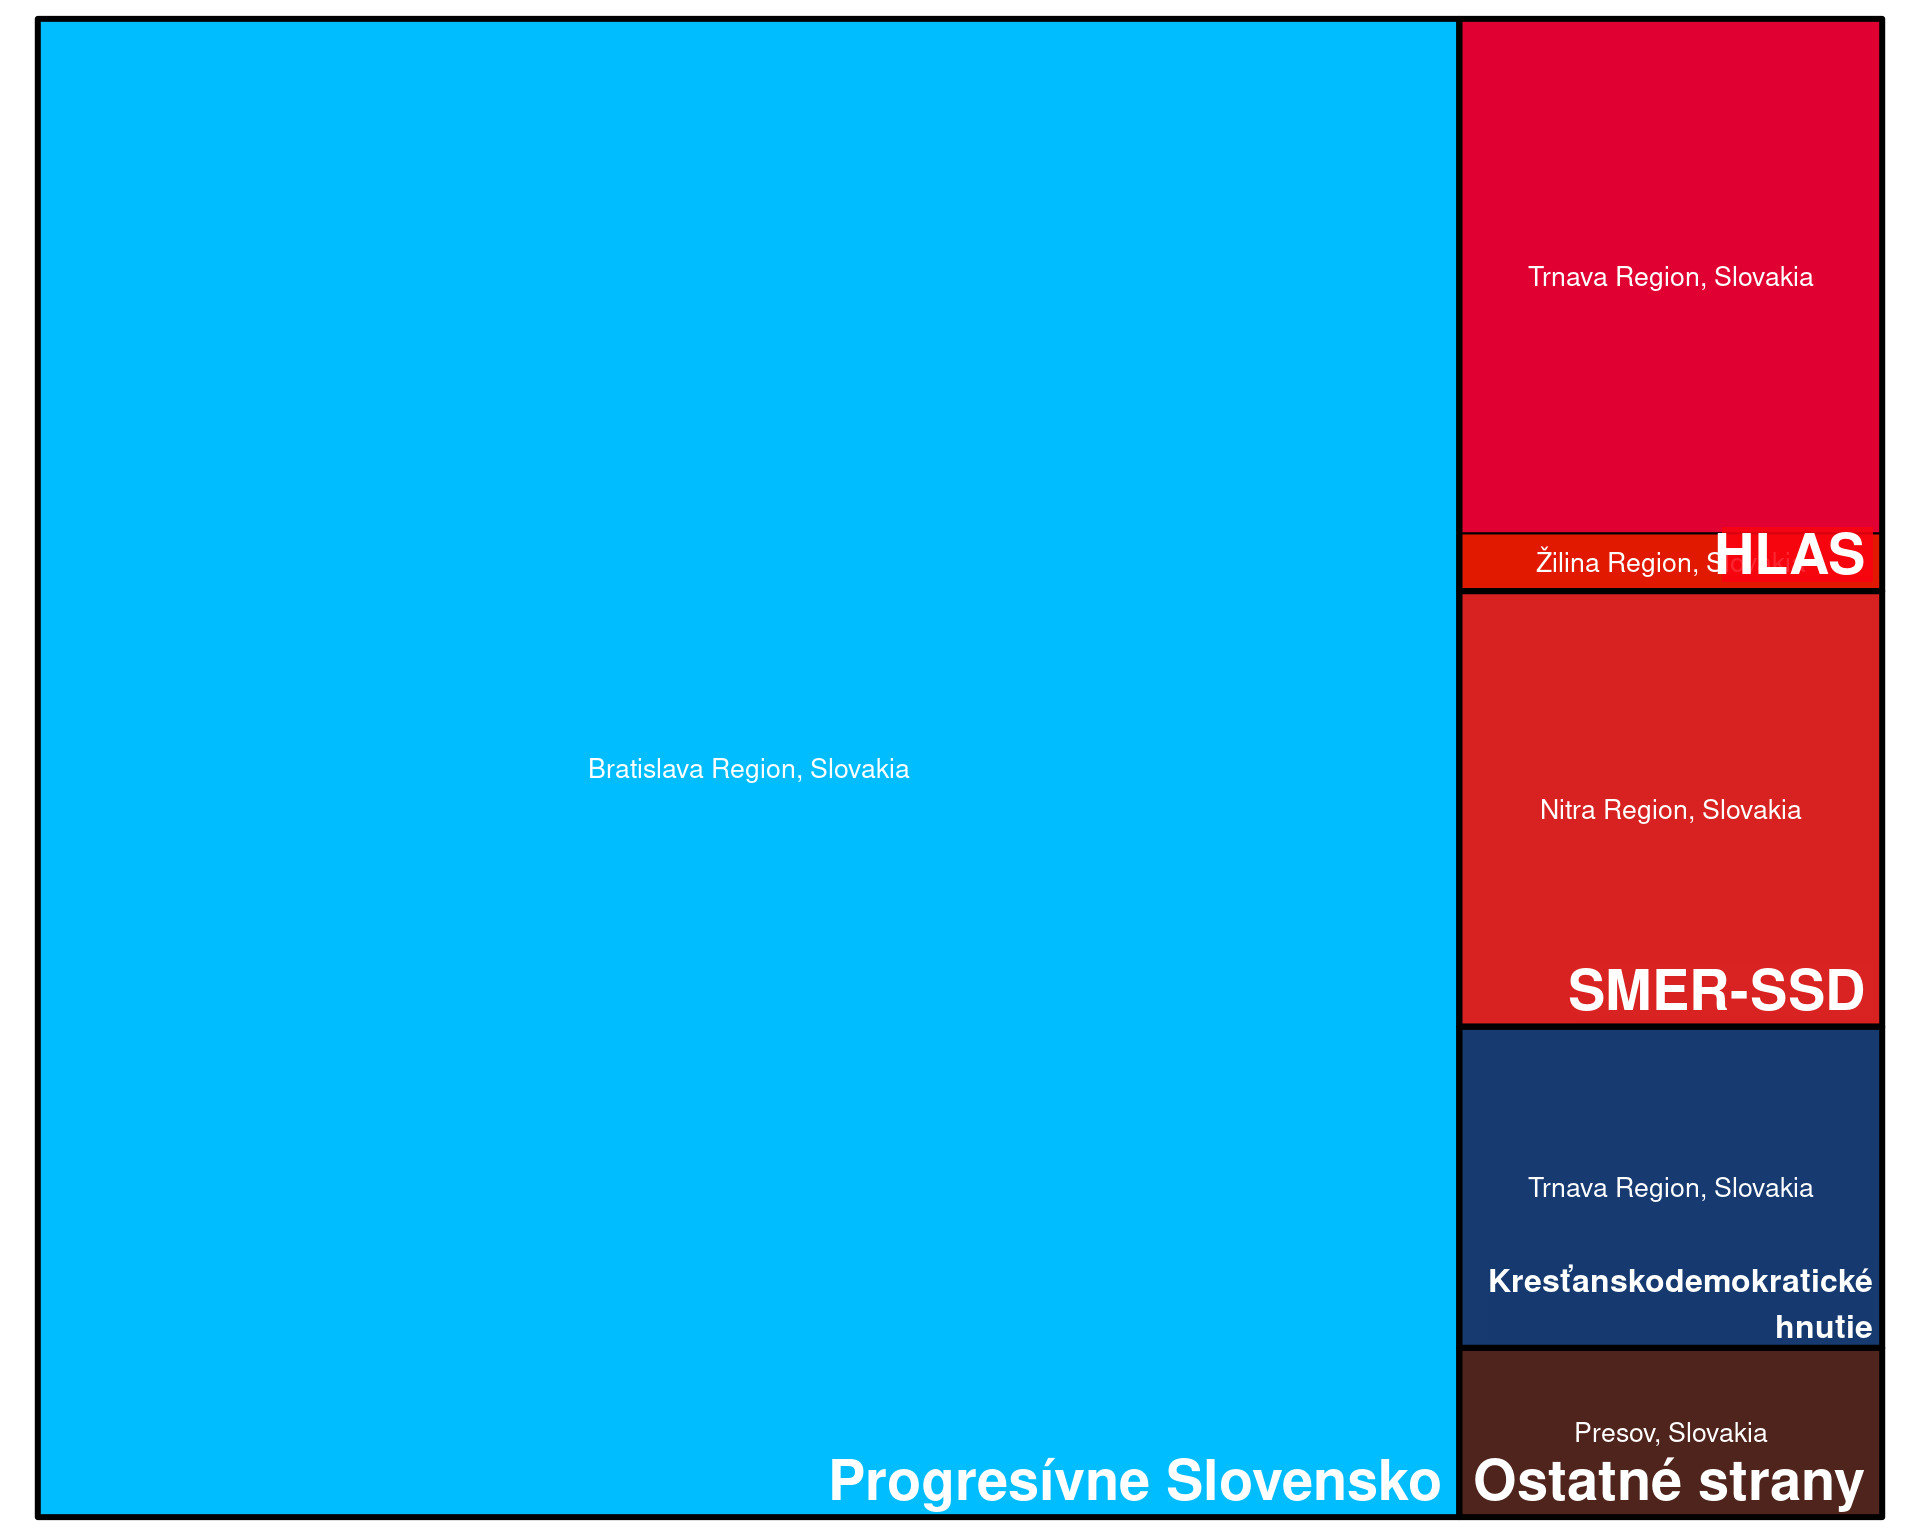 Bratislava Region, Slovakia
Progresívne Slovensko
Trnava Region, Slovakia
Žilina Region, Slovakia
HLAS
Nitra Region, Slovakia
SMER-SSD
Trnava Region, Slovakia
Kresťanskodemokratické
hnutie
Presov, Slovakia
Ostatné strany